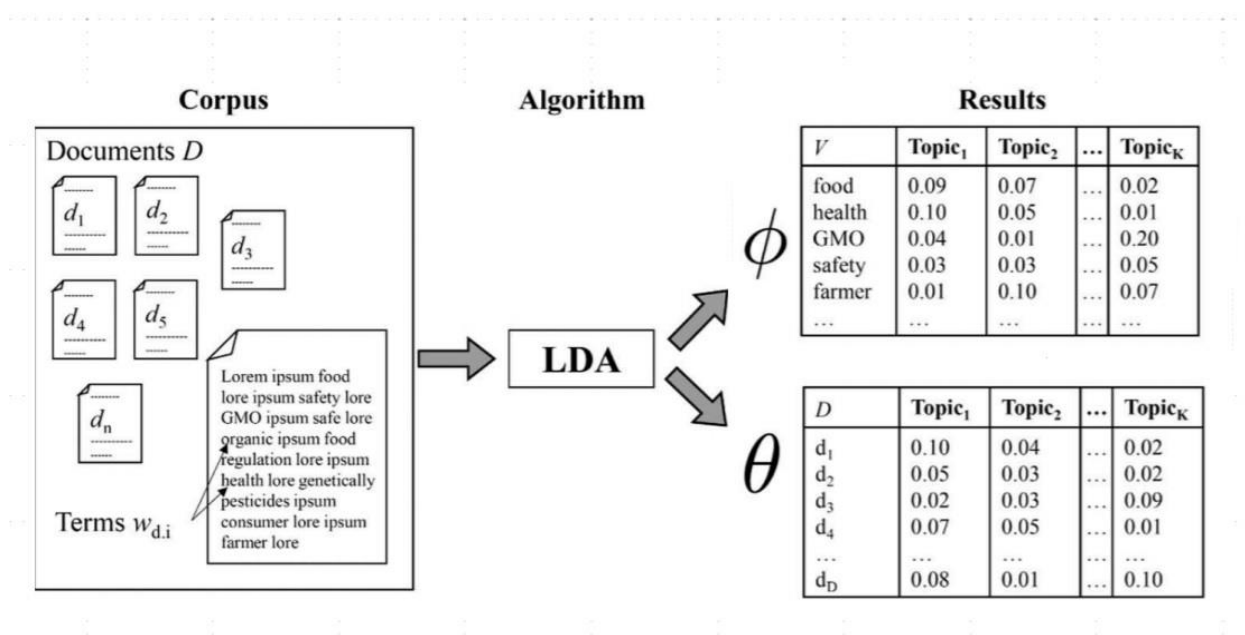 Corpus
Algorithm
Results
Documents D
d1
d2
d3
d4
d5
dn
Lorem ipsum food
lore ipsum safety lore
GMO ipsum safe lore
organic ipsum food
regulation lore ipsum
health lore genetically
pesticides ipsum
consumer lore ipsum
farmer lore
Terms wd.i
LDA
ϕ
V Topic1 Topic2 ... TopicK
food 0.09 0.07 ... 0.02
health 0.10 0.05 ... 0.01
GMO 0.04 0.01 ... 0.20
safety 0.03 0.03 ... 0.05
farmer 0.01 0.10 ... 0.07
... ... ... ... ...
θ
D Topic1 Topic2 ... TopicK
d1 0.10 0.04 ... 0.02
d2 0.05 0.03 ... 0.02
d3 0.02 0.03 ... 0.09
d4 0.07 0.05 ... 0.01
... ... ... ... ...
dD 0.08 0.01 ... 0.10